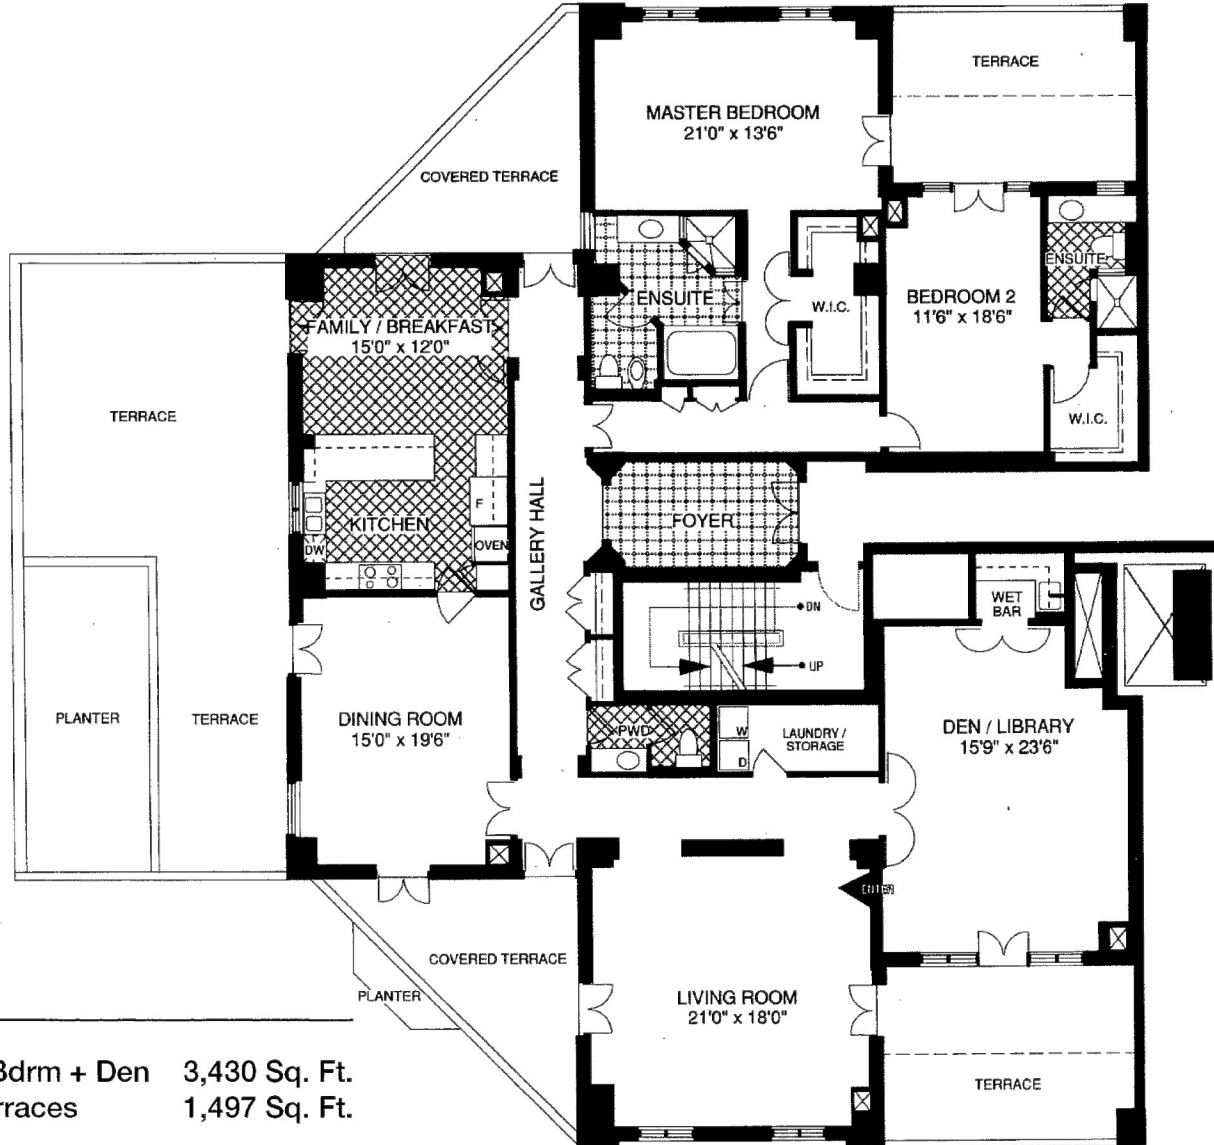 TERRACE
MASTER BEDROOM
21'0" x 13'6"
COVERED TERRACE
ENSUITE
ENSUITE
W.I.C.
BEDROOM 2
11'6" x 18'6"
W.I.C.
FAMILY / BREAKFAST
15'0" x 12'0"
TERRACE
KITCHEN
F
OVEN
DW
GALLERY HALL
FOYER
DN
UP
WET
BAR
PLANTER
TERRACE
DINING ROOM
15'0" x 19'6"
PWD
W
D
LAUNDRY /
STORAGE
DEN / LIBRARY
15'9" x 23'6"
ENTER
COVERED TERRACE
PLANTER
LIVING ROOM
21'0" x 18'0"
TERRACE
Bdrm + Den 3,430 Sq. Ft.
rraces 1,497 Sq. Ft.